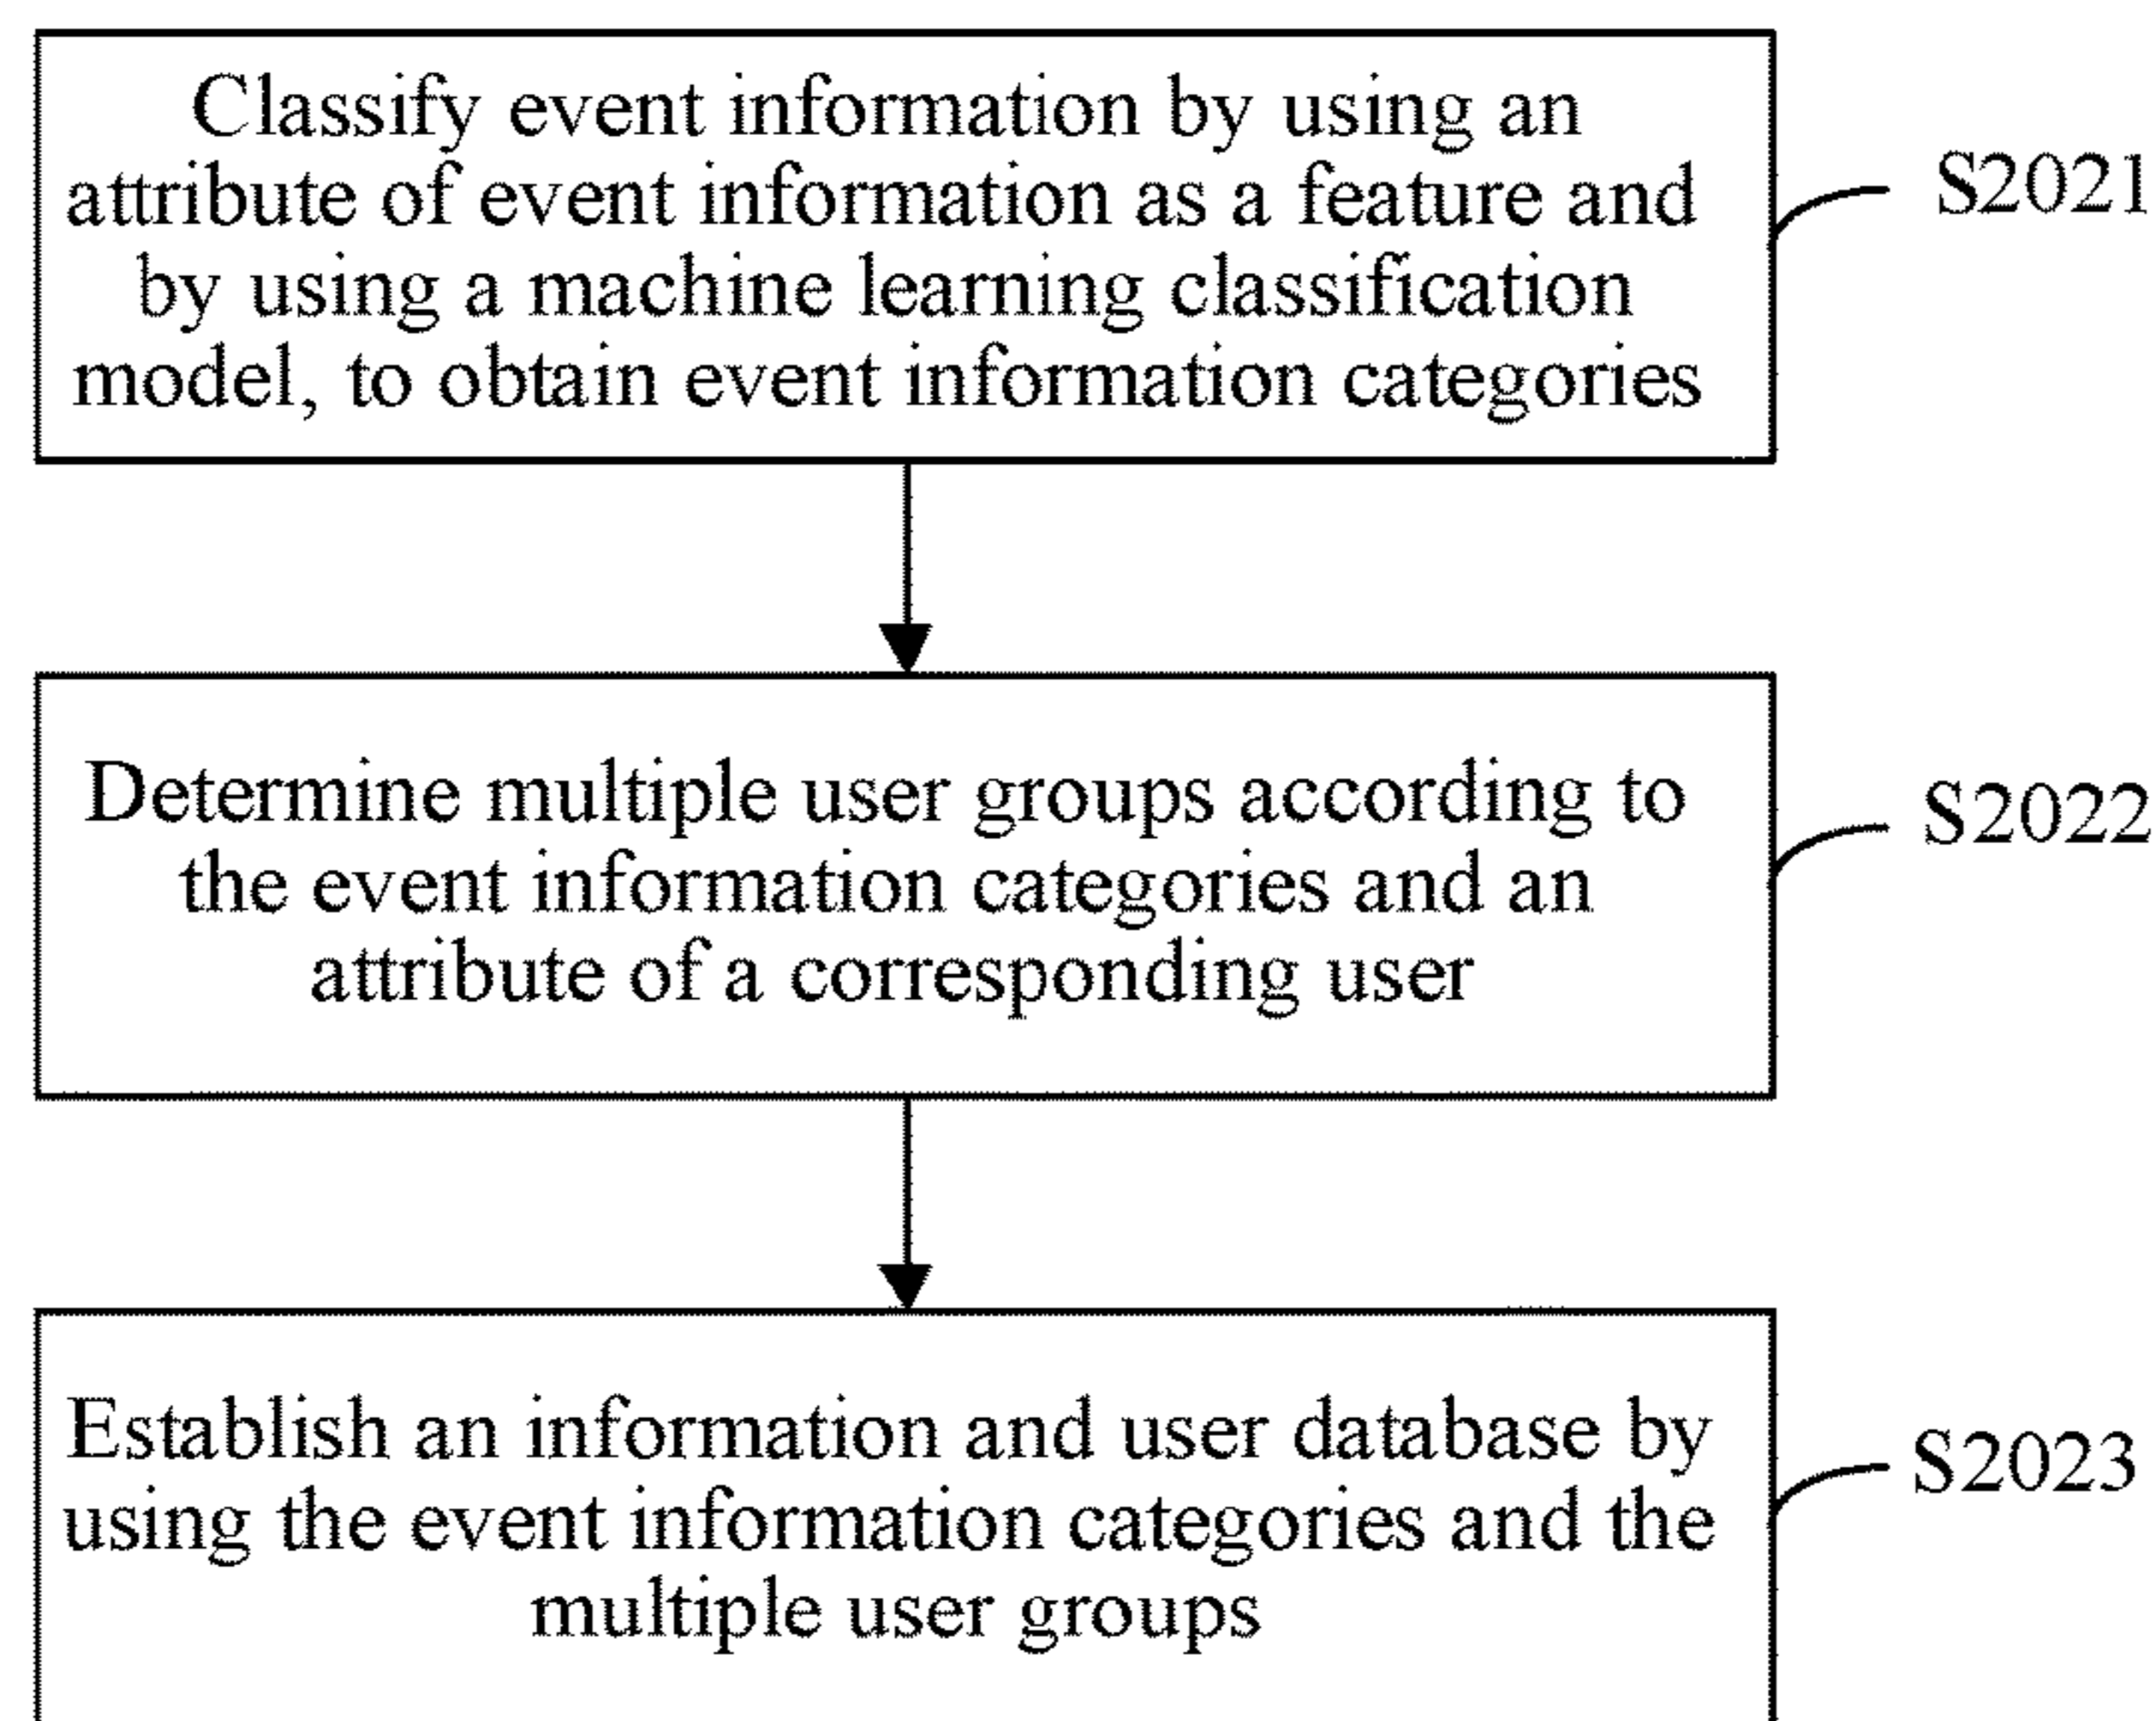 Classify event information by using an
attribute of event information as a feature and
by using a machine learning classification
model, to obtain event information categories
S2021
Determine multiple user groups according to
the event information categories and an
attribute of a corresponding user
S2022
Establish an information and user database by
using the event information categories and the
multiple user groups
S2023